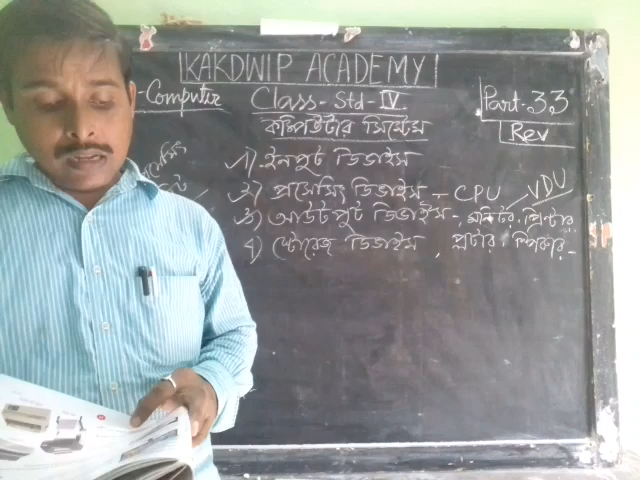 KAKDWIP ACADEMY
-Computer Class-Std-IV Part-33
কম্পিউটার সিস্টেম Rev
১) ইনপুট ডিভাইস
২) প্রসেসিং ডিভাইস - CPU VDU
৩) আউটপুট ডিভাইস -, মনিটর, প্রিন্টার
৪) স্টোরেজ ডিভাইস , প্লটার, স্পিকার -